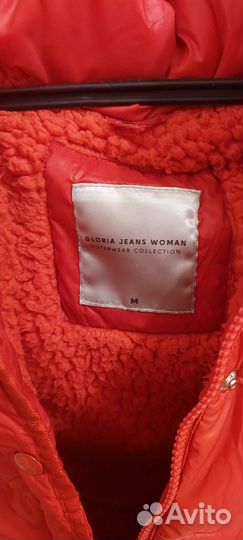 GLORIA JEANS WOMAN
OUTERWEAR COLLECTION
M
Avito